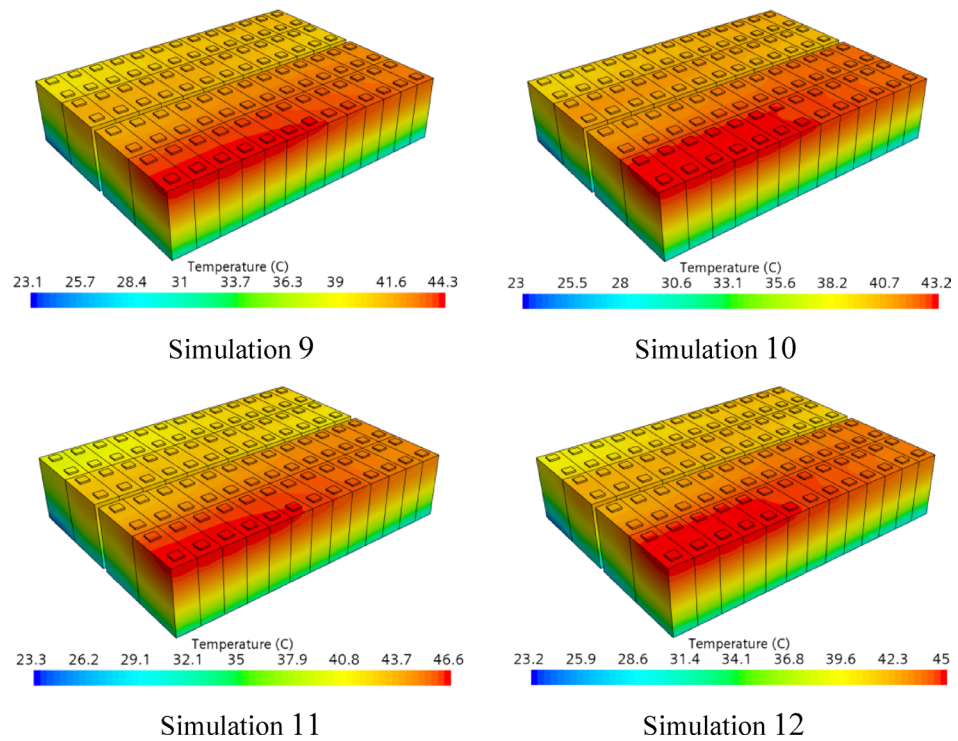 Temperature (C)
23.1 25.7 28.4 31 33.7 36.3 39 41.6 44.3
Simulation 9
Temperature (C)
23 25.5 28 30.6 33.1 35.6 38.2 40.7 43.2
Simulation 10
Temperature (C)
23.3 26.2 29.1 32.1 35 37.9 40.8 43.7 46.6
Simulation 11
Temperature (C)
23.2 25.9 28.6 31.4 34.1 36.8 39.6 42.3 45
Simulation 12